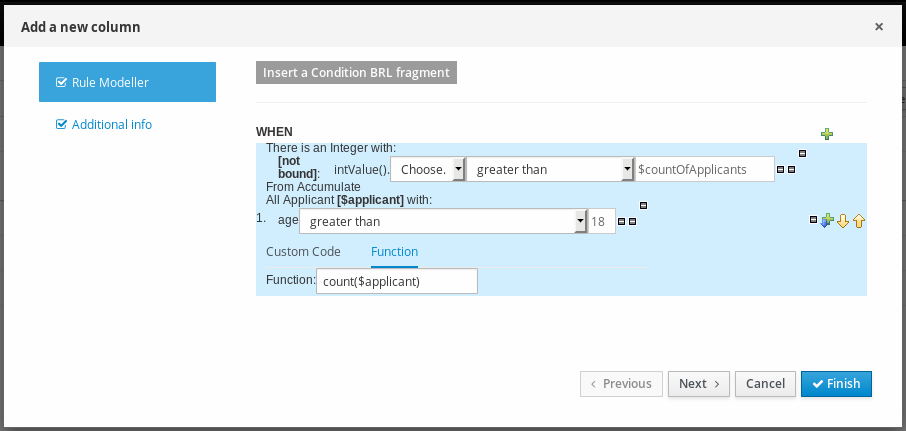 Add a new column
×
Rule Modeller
Insert a Condition BRL fragment
Additional info
WHEN
There is an Integer with:
[not bound]: intValue(). Choose. greater than $countOfApplicants
From Accumulate
All Applicant [$applicant] with:
1. age greater than 18
Custom Code Function
Function: count($applicant)
Previous Next Cancel Finish